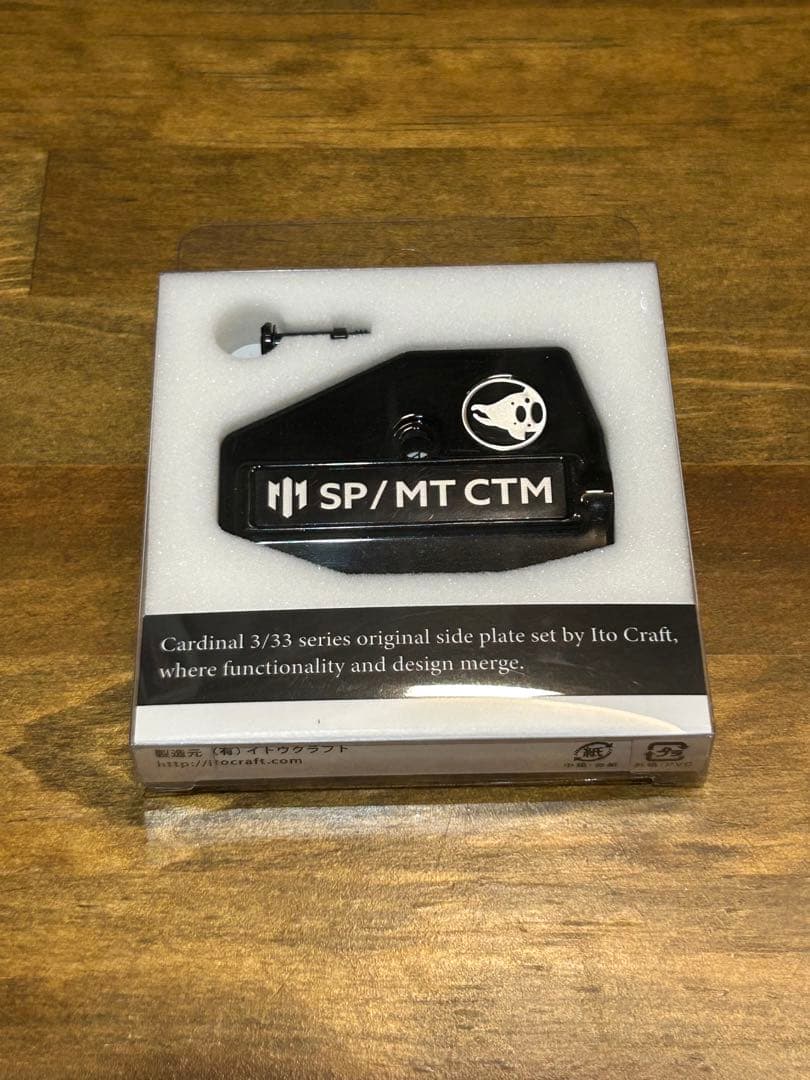 SP/MT CTM
Cardinal 3/33 series original side plate set by Ito Craft,
where functionality and design merge.
製造元 (有)イトウクラフト
http://itocraft.com
紙